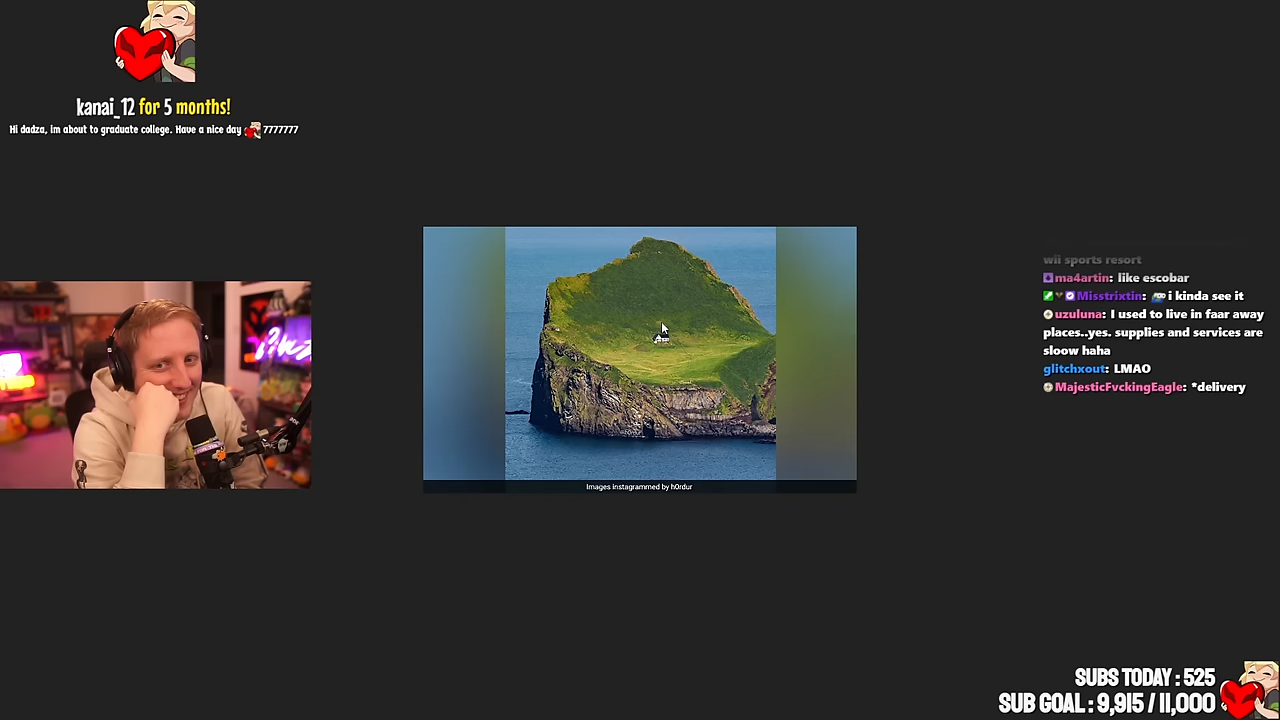 kanai_12 for 5 months!
Hi dadza, im about to graduate college. Have a nice day 7777777
wii sports resort
ma4artin: like escobar
Misstrixtin: i kinda see it
uzuluna: I used to live in faar away
places..yes. supplies and services are
sloow haha
glitchxout: LMAO
MajesticFvckingEagle: *delivery
Images instagrammed by h0rdur
SUBS TODAY : 525
SUB GOAL : 9,915 / 11,000